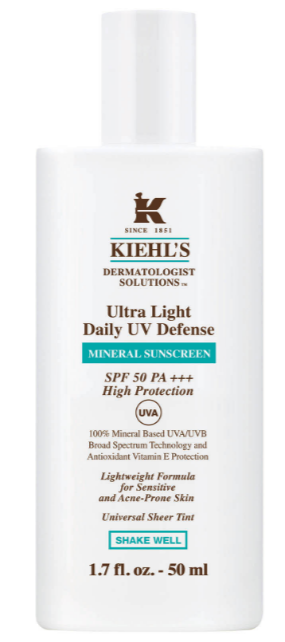 K
SINCE 1851
KIEHL'S
DERMATOLOGIST
SOLUTIONS™
Ultra Light
Daily UV Defense
MINERAL SUNSCREEN
SPF 50 PA +++
High Protection
UVA
100% Mineral Based UVA/UVB
Broad Spectrum Technology and
Antioxidant Vitamin E Protection
Lightweight Formula
for Sensitive
and Acne-Prone Skin
Universal Sheer Tint
SHAKE WELL
1.7 fl. oz. - 50 ml